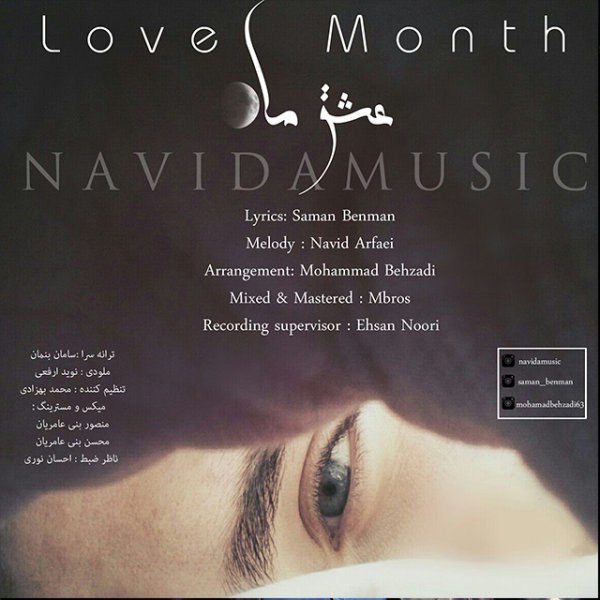 Love Month
عشق ماه
NAVIDAMUSIC
Lyrics: Saman Benman
Melody : Navid Arfaei
Arrangement: Mohammad Behzadi
Mixed & Mastered : Mbros
Recording supervisor : Ehsan Noori
ترانه سرا :سامان بنمان
ملودی : نوید ارفعی
تنظیم کننده : محمد بهزادی
میکس و مسترینگ :
منصور بنی عامریان
محسن بنی عامریان
ناظر ضبط : احسان نوری
navidamusic
saman_benman
mohamadbehzadi63